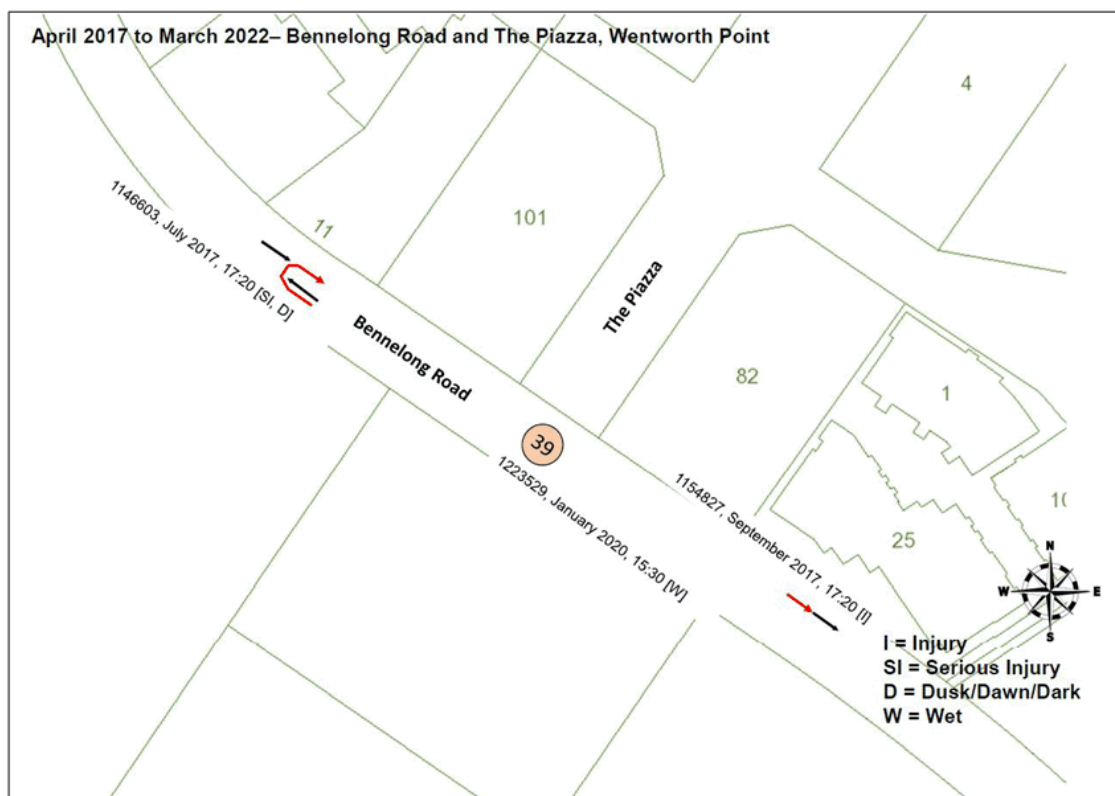 April 2017 to March 2022– Bennelong Road and The Piazza, Wentworth Point
4
101
11
1146603, July 2017, 17:20 [SI, D]
The Piazza
Bennelong Road
82
1
39
1223529, January 2020, 15:30 [W]
1154827, September 2017, 17:20 [I]
25
10
N
W
E
S
I = Injury
SI = Serious Injury
D = Dusk/Dawn/Dark
W = Wet